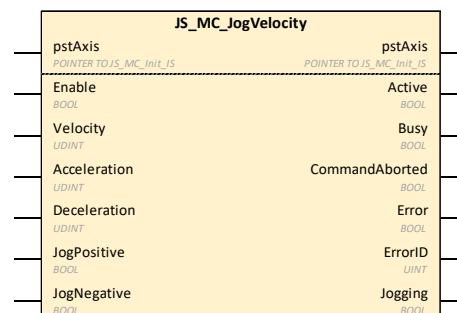 JS_MC_JogVelocity
pstAxis pstAxis
POINTER TO JS_MC_Init_IS POINTER TO JS_MC_Init_IS
Enable Active
BOOL BOOL
Velocity Busy
UDINT BOOL
Acceleration CommandAborted
UDINT BOOL
Deceleration Error
UDINT BOOL
JogPositive ErrorID
BOOL UINT
JogNegative Jogging
BOOL BOOL